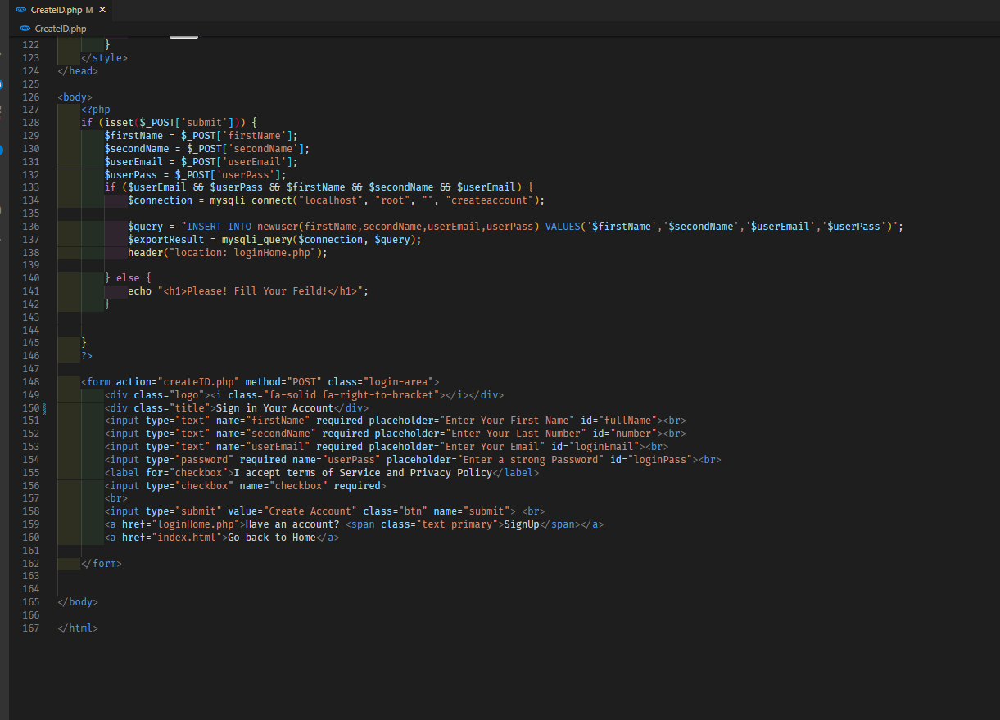 CreateID.php M ×
CreateID.php
122 }
123 </style>
124 </head>
125
126 <body>
127 <?php
128 if (isset($_POST['submit'])) {
129 $firstName = $_POST['firstName'];
130 $secondName = $_POST['secondName'];
131 $userEmail = $_POST['userEmail'];
132 $userPass = $_POST['userPass'];
133 if ($userEmail && $userPass && $firstName && $secondName && $userEmail) {
134 $connection = mysqli_connect("localhost", "root", "", "createaccount");
135
136 $query = "INSERT INTO newuser(firstName,secondName,userEmail,userPass) VALUES('$firstName','$secondName','$userEmail','$userPass')";
137 $exportResult = mysqli_query($connection, $query);
138 header("location: loginHome.php");
139
140 } else {
141 echo "<h1>Please! Fill Your Feild!</h1>";
142 }
143
144
145 }
146 ?>
147
148 <form action="createID.php" method="POST" class="login-area">
149 <div class="logo"><i class="fa-solid fa-right-to-bracket"></i></div>
150 <div class="title">Sign in Your Account</div>
151 <input type="text" name="firstName" required placeholder="Enter Your First Name" id="fullName"><br>
152 <input type="text" name="secondName" required placeholder="Enter Your Last Number" id="number"><br>
153 <input type="text" name="userEmail" required placeholder="Enter Your Email" id="loginEmail"><br>
154 <input type="password" required name="userPass" placeholder="Enter a strong Password" id="loginPass"><br>
155 <label for="checkbox">I accept terms of Service and Privacy Policy</label>
156 <input type="checkbox" name="checkbox" required>
157 <br>
158 <input type="submit" value="Create Account" class="btn" name="submit"> <br>
159 <a href="loginHome.php">Have an account? <span class="text-primary">SignUp</span></a>
160 <a href="index.html">Go back to Home</a>
161
162 </form>
163
164
165 </body>
166
167 </html>